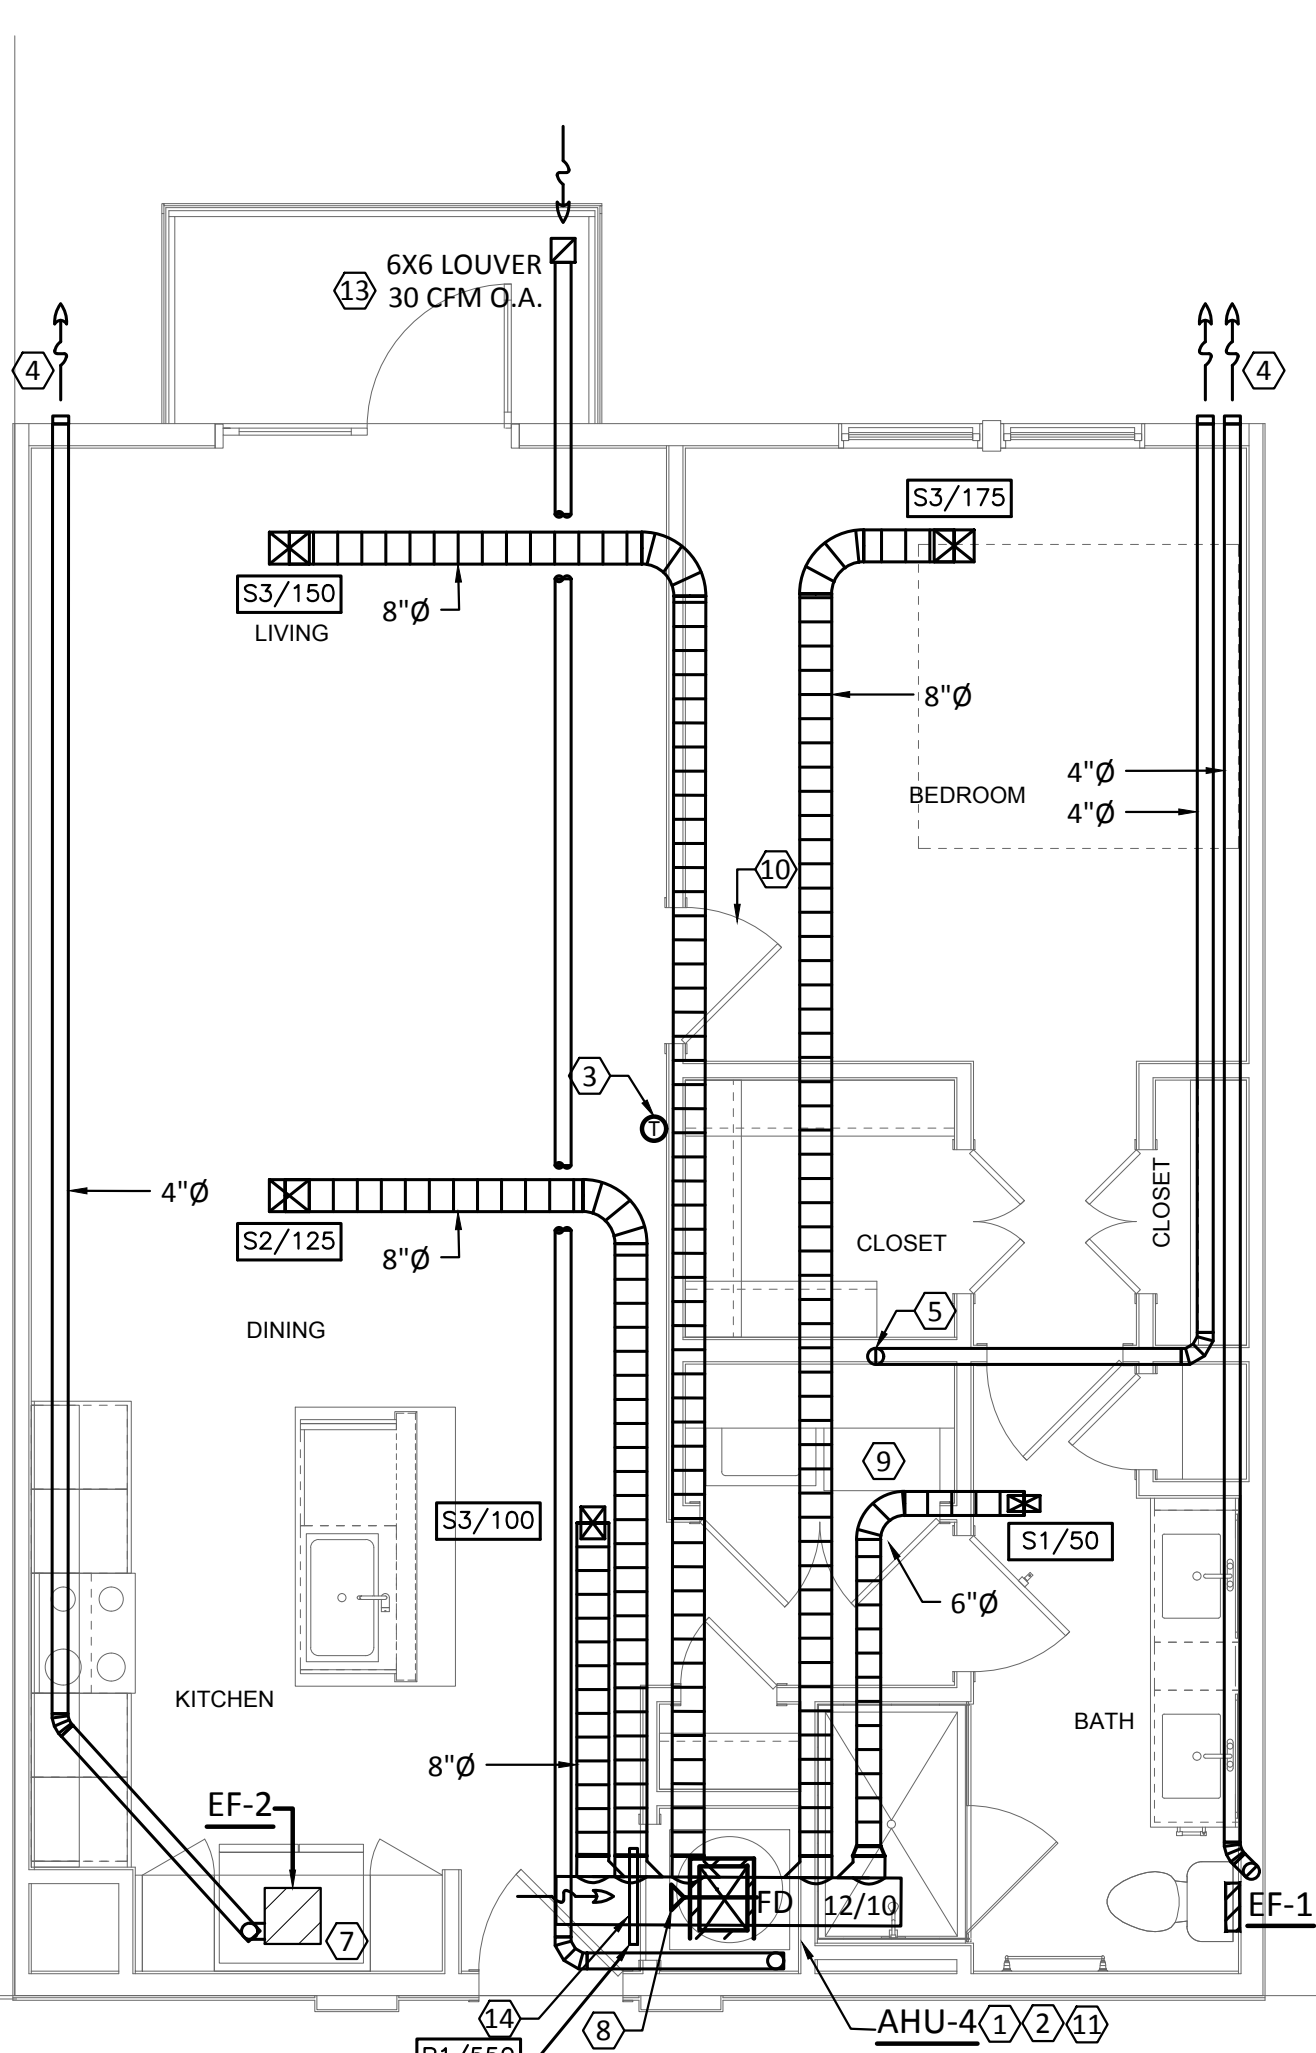 6X6 LOUVER
13
30 CFM O.A.
4
4
S3/175
S3/150
8"Ø
LIVING
8"Ø
4"Ø
BEDROOM
4"Ø
10
3
T
4"Ø
CLOSET
S2/125
8"Ø
CLOSET
5
DINING
9
S3/100
S1/50
6"Ø
KITCHEN
BATH
8"Ø
EF-2
FD
12/10
EF-1
7
14
8
AHU-4 1 2 11